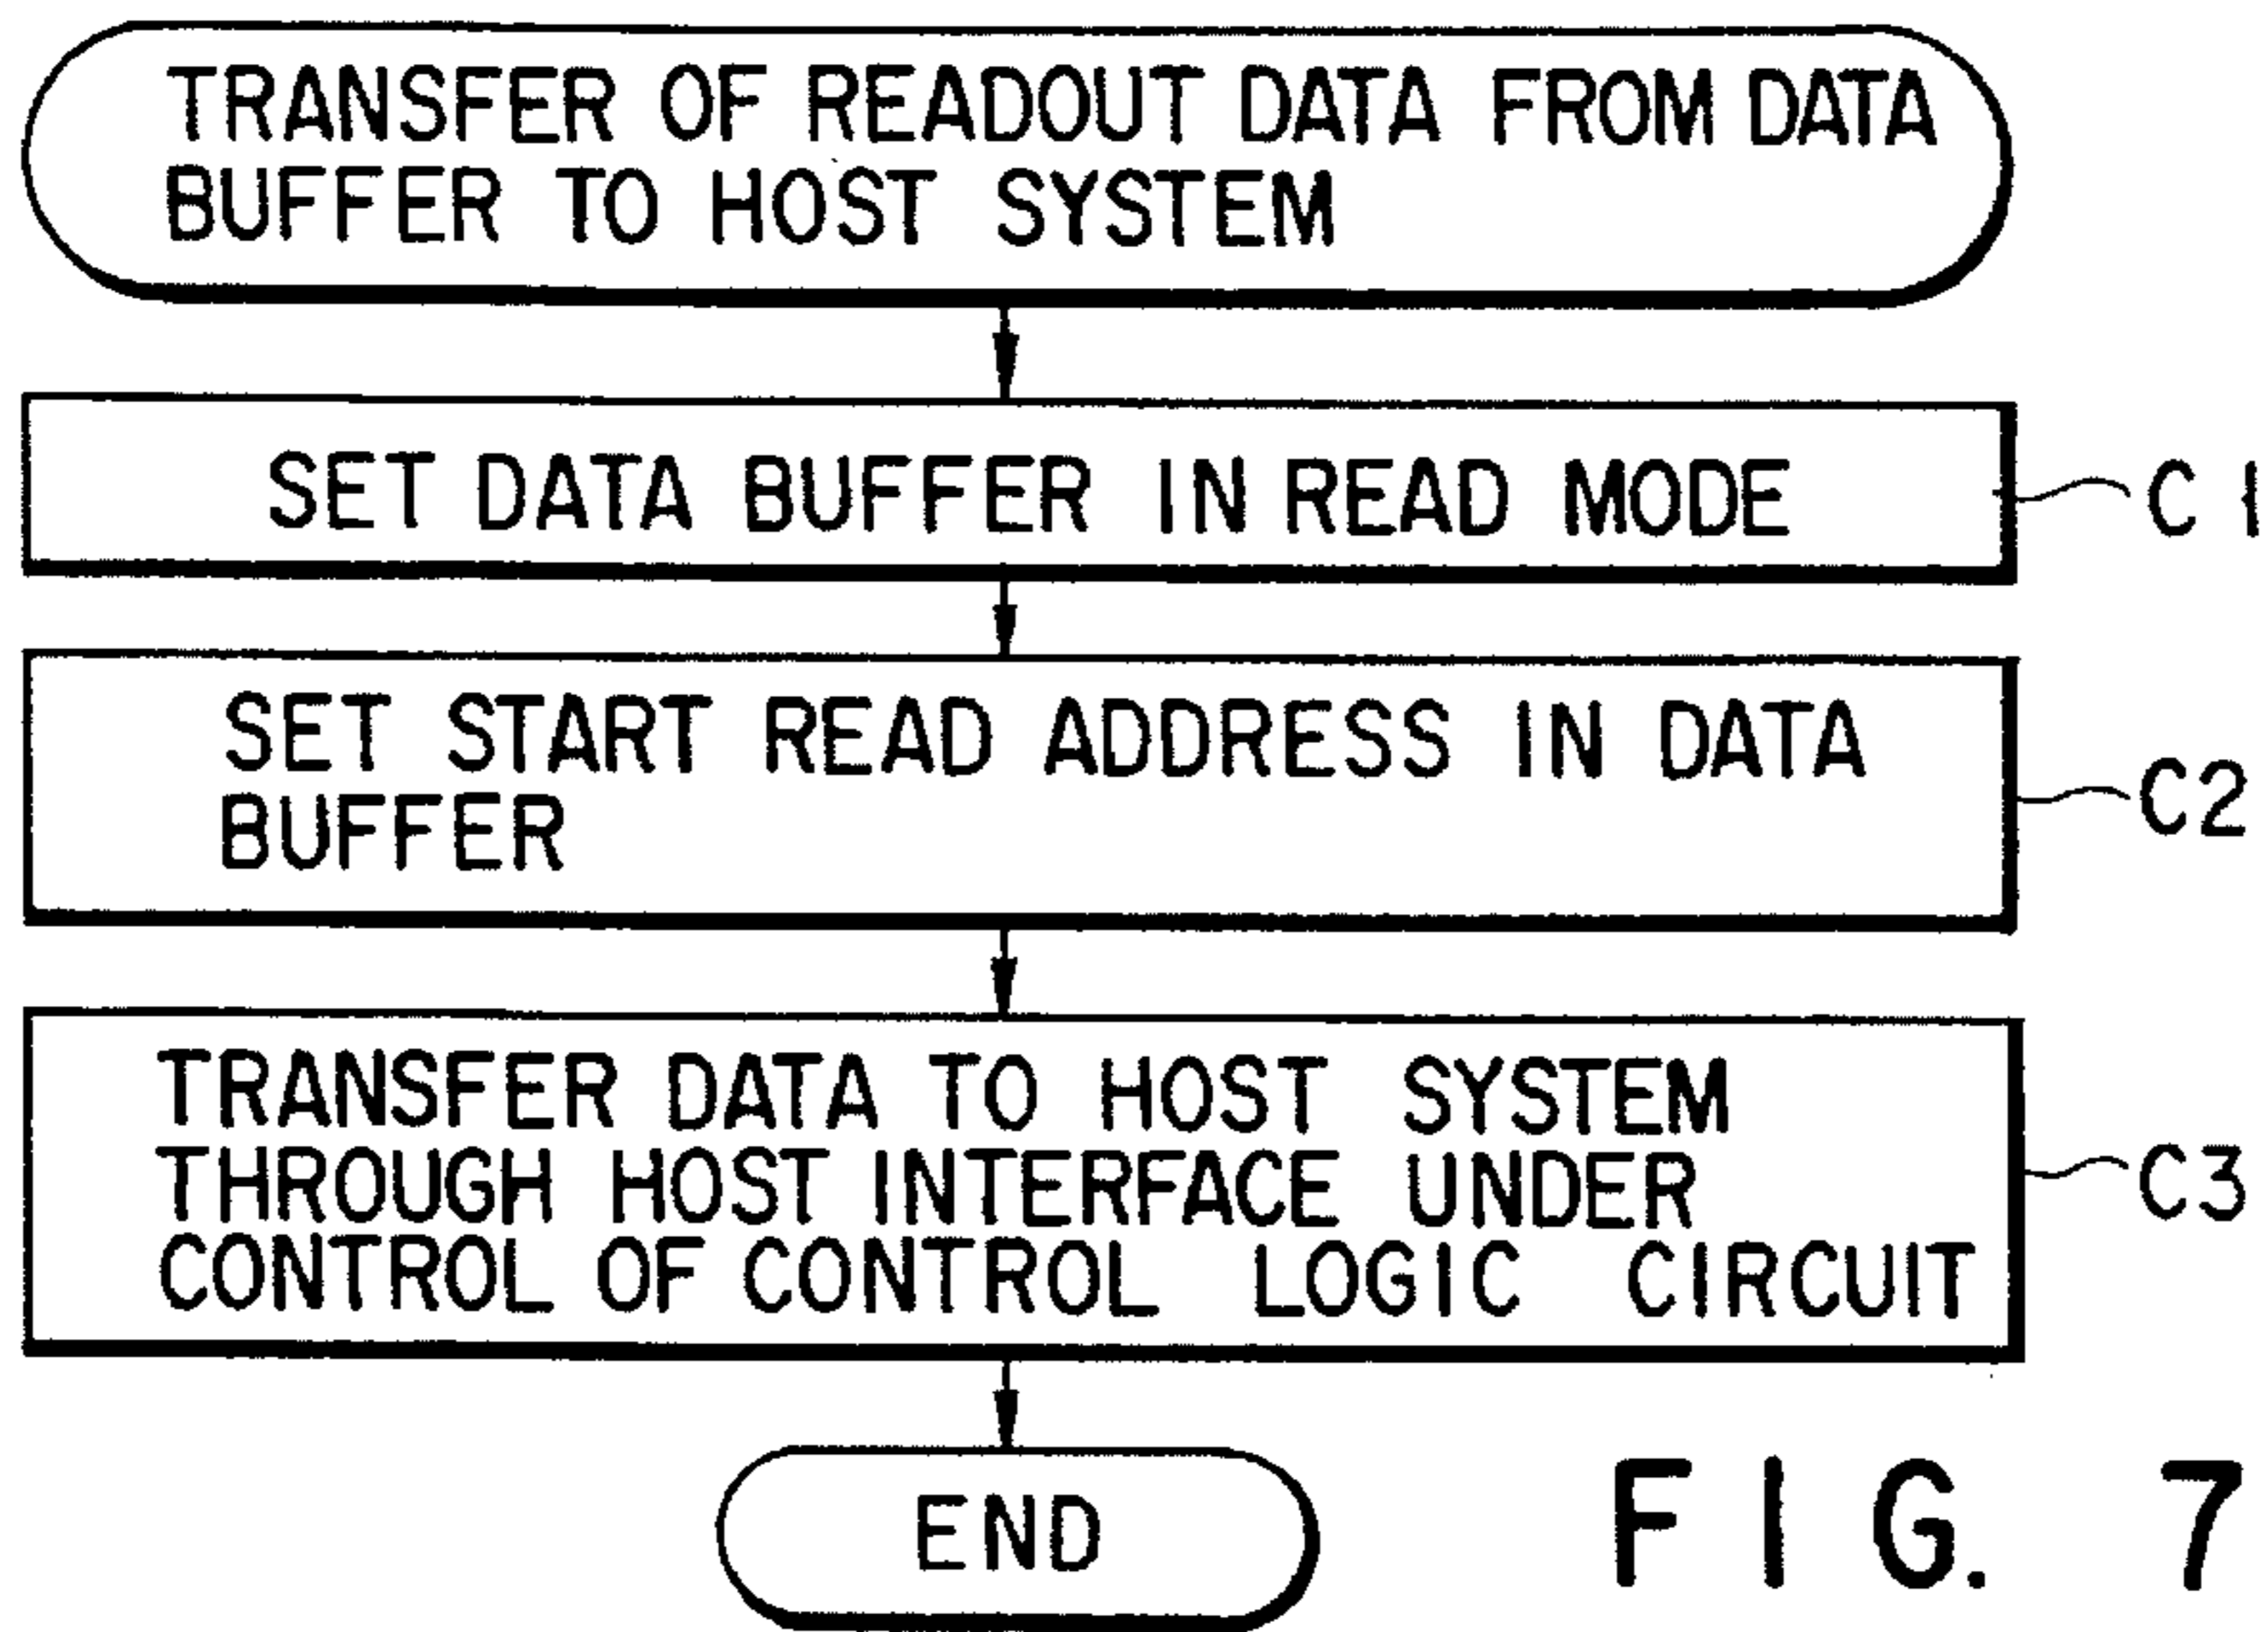 TRANSFER OF READOUT DATA FROM DATA
BUFFER TO HOST SYSTEM
SET DATA BUFFER IN READ MODE
C1
SET START READ ADDRESS IN DATA
BUFFER
C2
TRANSFER DATA TO HOST SYSTEM
THROUGH HOST INTERFACE UNDER
CONTROL OF CONTROL LOGIC CIRCUIT
C3
END
FIG. 7